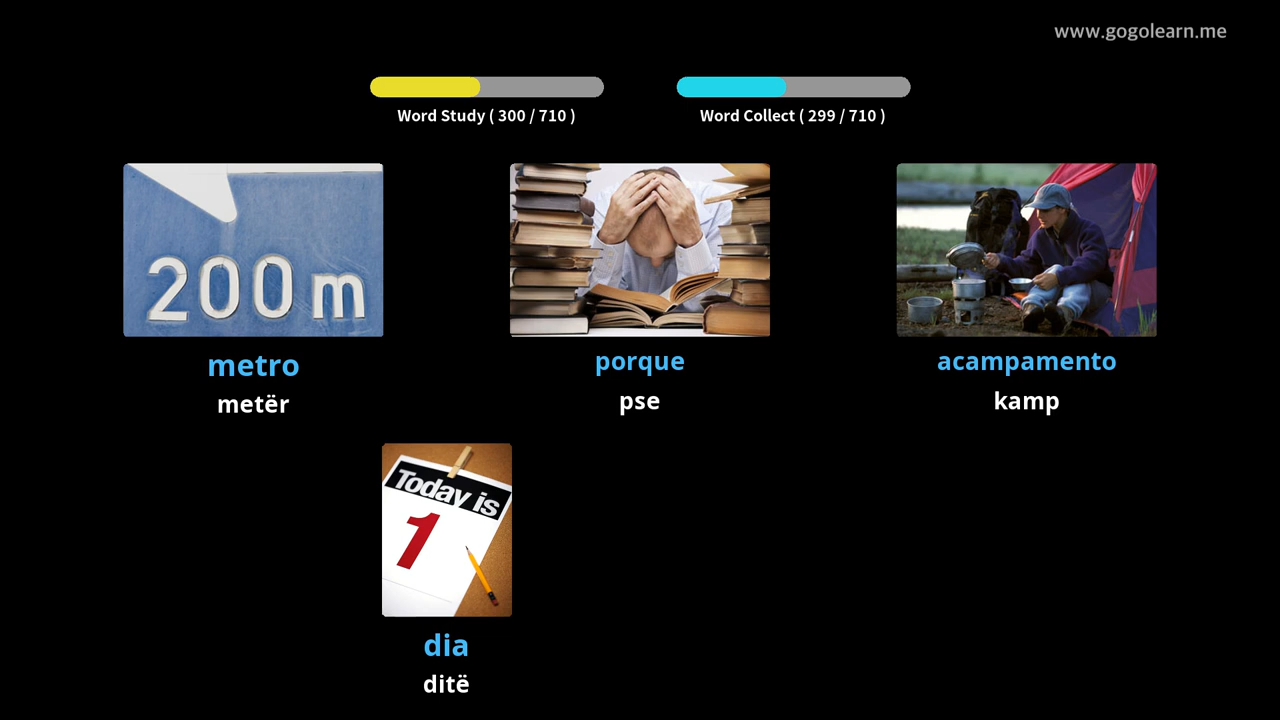 www.gogolearn.me
Word Study ( 300 / 710 )
Word Collect ( 299 / 710 )
200 m
metro
metër
porque
pse
acampamento
kamp
Today is
1
dia
ditë